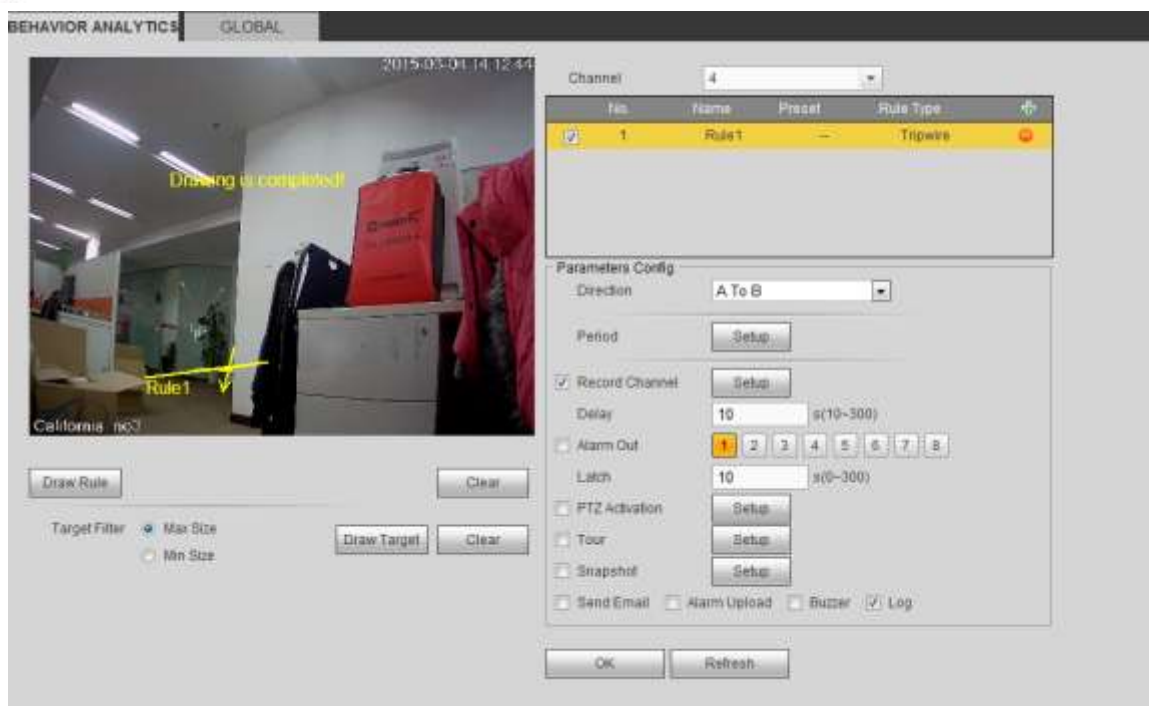 BEHAVIOR ANALYTICS
GLOBAL
2015-03-04 14:12:44
Drawing is completed!
Rule1
California no3
Draw Rule
Clear
Target Filter
Max Size
Min Size
Draw Target
Clear
Channel
4
No. Name Preset Rule Type
1 Rule1 -- Tripwire
Parameters Config
Direction
A To B
Period
Setup
Record Channel
Setup
Delay
10
s(10~300)
Alarm Out
1 2 3 4 5 6 7 8
Latch
10
s(0~300)
PTZ Activation
Setup
Tour
Setup
Snapshot
Setup
Send Email Alarm Upload Buzzer Log
OK
Refresh